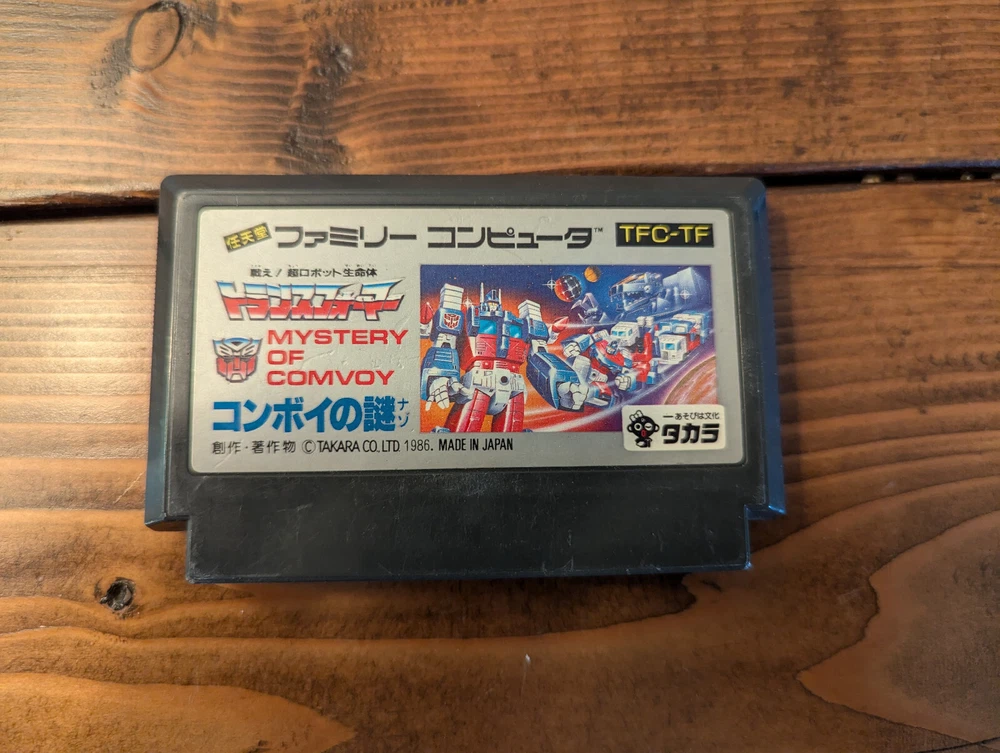 任天堂 ファミリー コンピュータ™ TFC-TF
戦え!超ロボット生命体
トランスフォーマー
MYSTERY
OF
COMVOY
コンボイの謎 ナゾ
創作・著作物 ©TAKARA CO.LTD. 1986. MADE IN JAPAN
ーあそびは文化
タカラ